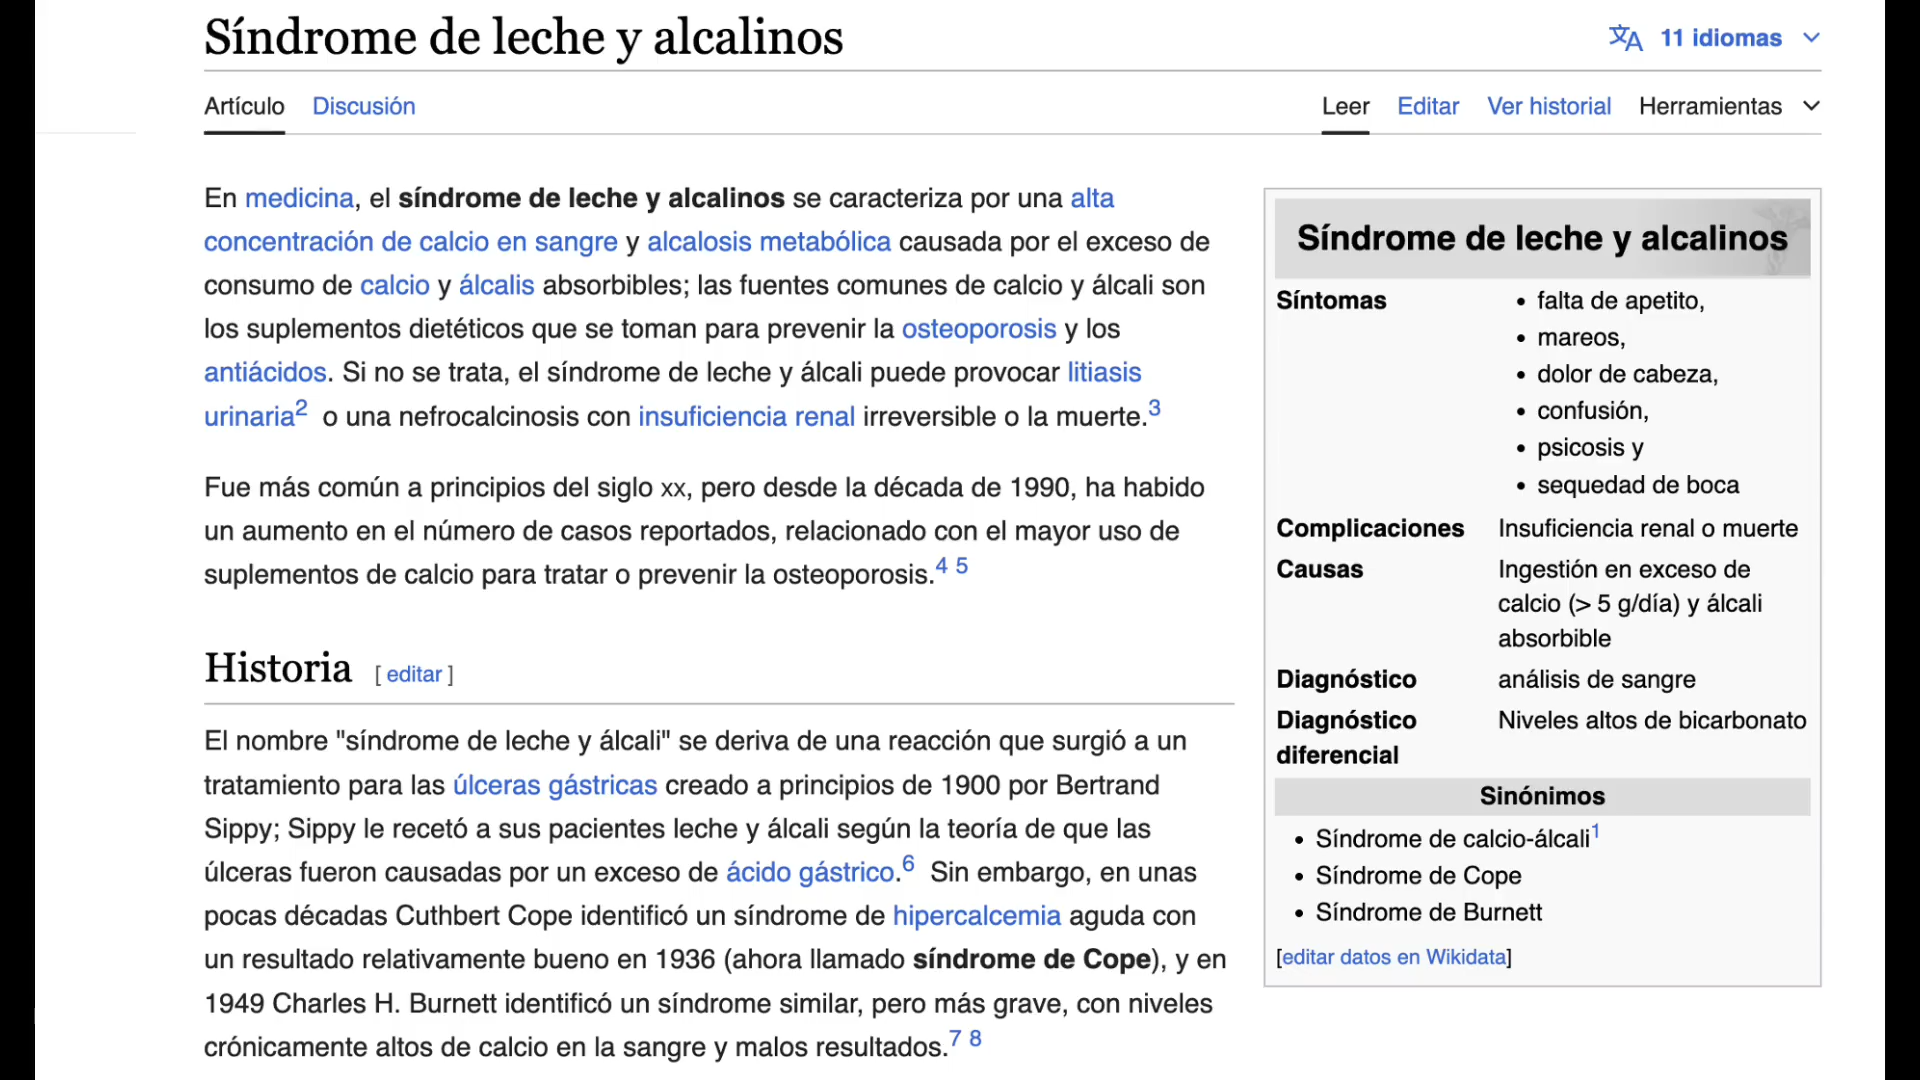 Síndrome de leche y alcalinos
11 idiomas
Artículo Discusión
Leer Editar Ver historial Herramientas
En medicina, el síndrome de leche y alcalinos se caracteriza por una alta
concentración de calcio en sangre y alcalosis metabólica causada por el exceso de
consumo de calcio y álcalis absorbibles; las fuentes comunes de calcio y álcali son
los suplementos dietéticos que se toman para prevenir la osteoporosis y los
antiácidos. Si no se trata, el síndrome de leche y álcali puede provocar litiasis
urinaria2 o una nefrocalcinosis con insuficiencia renal irreversible o la muerte.3
Fue más común a principios del siglo xx, pero desde la década de 1990, ha habido
un aumento en el número de casos reportados, relacionado con el mayor uso de
suplementos de calcio para tratar o prevenir la osteoporosis.4 5
Historia [ editar ]
El nombre "síndrome de leche y álcali" se deriva de una reacción que surgió a un
tratamiento para las úlceras gástricas creado a principios de 1900 por Bertrand
Sippy; Sippy le recetó a sus pacientes leche y álcali según la teoría de que las
úlceras fueron causadas por un exceso de ácido gástrico.6 Sin embargo, en unas
pocas décadas Cuthbert Cope identificó un síndrome de hipercalcemia aguda con
un resultado relativamente bueno en 1936 (ahora llamado síndrome de Cope), y en
1949 Charles H. Burnett identificó un síndrome similar, pero más grave, con niveles
crónicamente altos de calcio en la sangre y malos resultados.7 8
Síndrome de leche y alcalinos
Síntomas
• falta de apetito,
• mareos,
• dolor de cabeza,
• confusión,
• psicosis y
• sequedad de boca
Complicaciones Insuficiencia renal o muerte
Causas Ingestión en exceso de
calcio (> 5 g/día) y álcali
absorbible
Diagnóstico análisis de sangre
Diagnóstico Niveles altos de bicarbonato
diferencial
Sinónimos
• Síndrome de calcio-álcali1
• Síndrome de Cope
• Síndrome de Burnett
[editar datos en Wikidata]